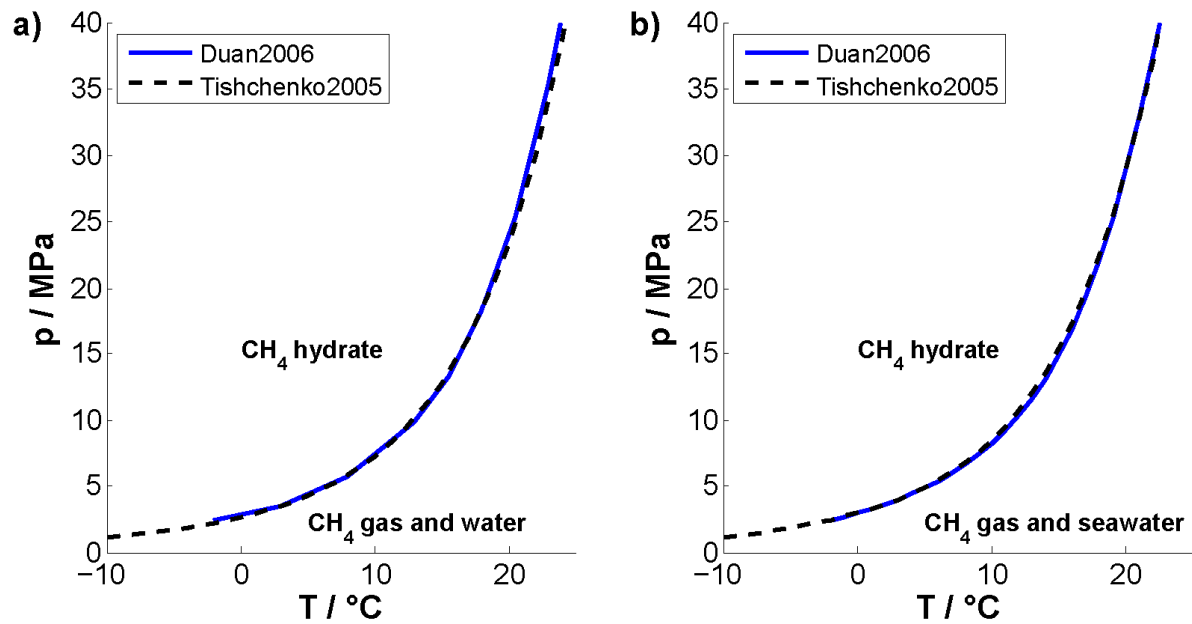 a)
40
35
30
25
20
15
10
5
0
p / MPa
Duan2006
Tishchenko2005
CH₄ hydrate
CH₄ gas and water
−10 0 10 20
T / °C
b)
40
35
30
25
20
15
10
5
0
p / MPa
Duan2006
Tishchenko2005
CH₄ hydrate
CH₄ gas and seawater
−10 0 10 20
T / °C